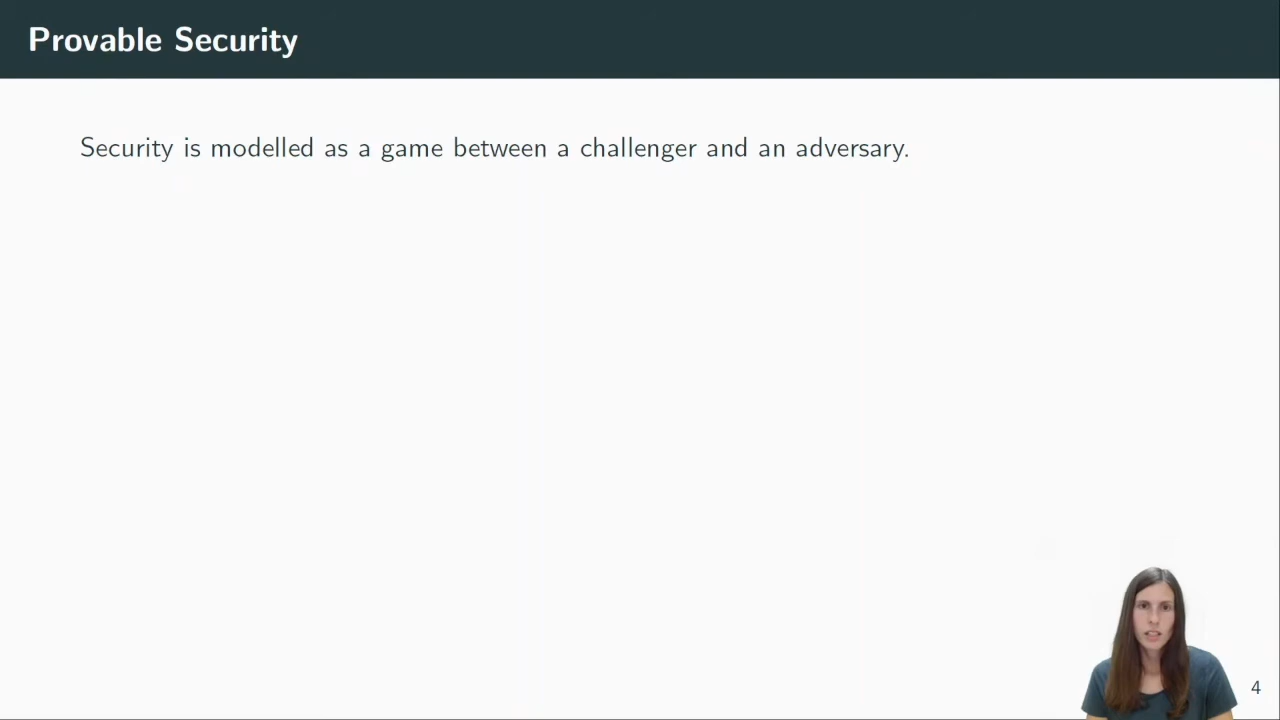 Provable Security
Security is modelled as a game between a challenger and an adversary.
4